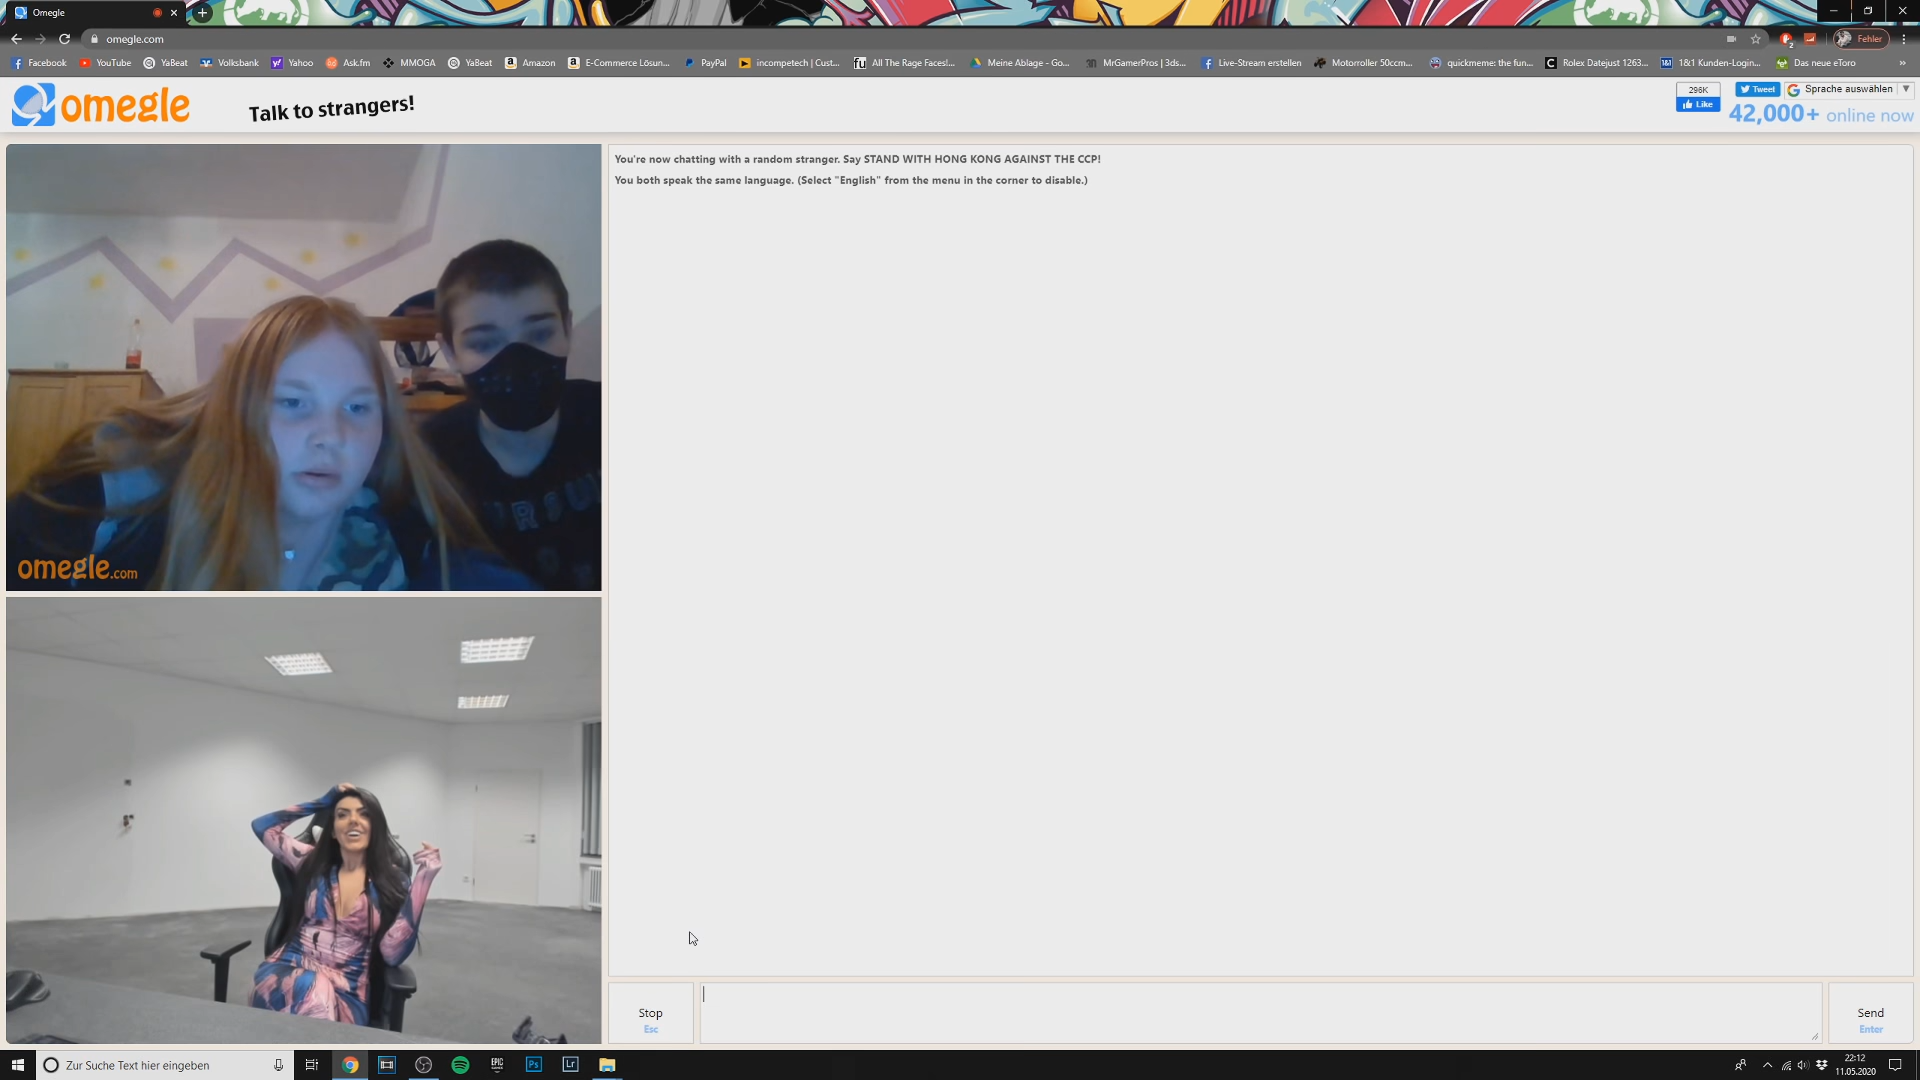 Omegle
omegle.com
Fehler
Facebook YouTube YaBeat Volksbank Yahoo Ask.fm MMOGA YaBeat Amazon E-Commerce Lösun... PayPal incompetech | Cust... All The Rage Faces!... Meine Ablage - Go... MrGamerPros | 3ds... Live-Stream erstellen Motorroller 50ccm... quickmeme: the fun... Rolex Datejust 1263... 1&1 Kunden-Login... Das neue eToro »
omegle Talk to strangers!
296K Tweet Sprache auswählen
Like 42,000+ online now
You're now chatting with a random stranger. Say STAND WITH HONG KONG AGAINST THE CCP!
You both speak the same language. (Select "English" from the menu in the corner to disable.)
omegle.com
Stop
Esc
Send
Enter
Zur Suche Text hier eingeben
EPIC
Ps
Lr
22:12
11.05.2020